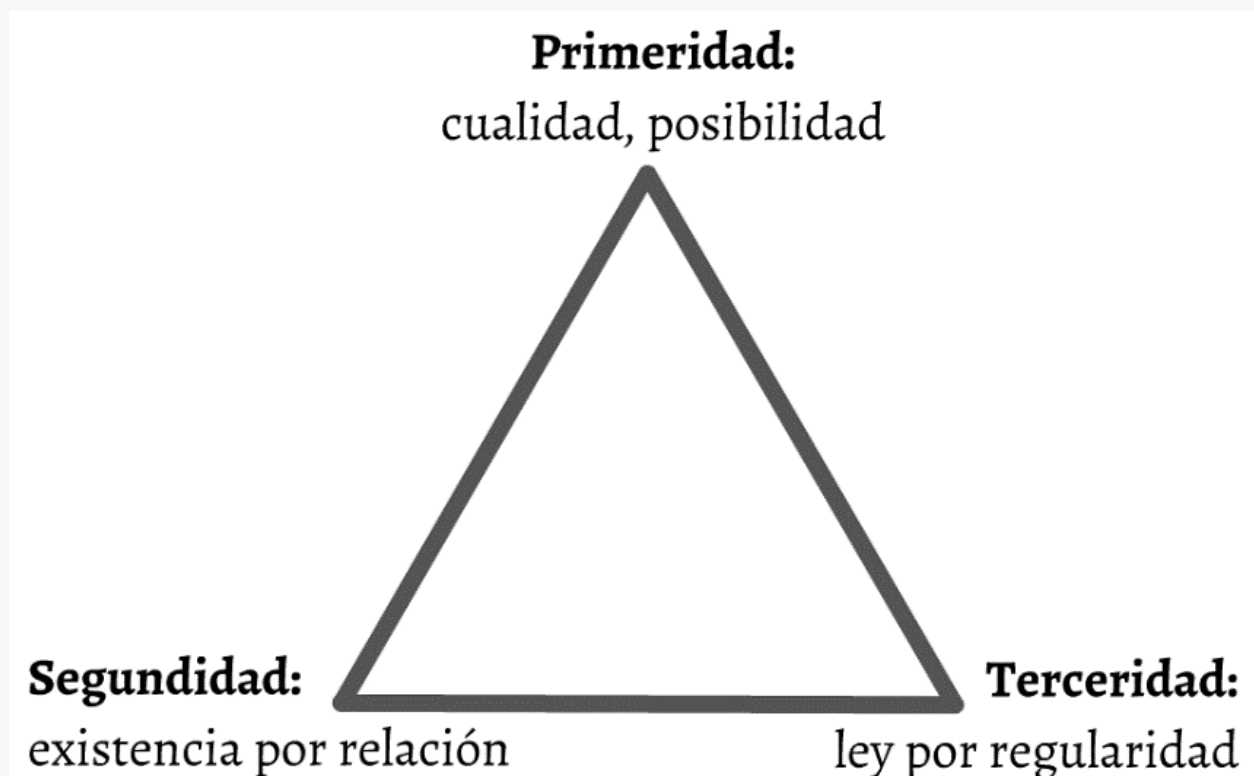 Primeridad:
cualidad, posibilidad
Segundidad:
existencia por relación
Terceridad:
ley por regularidad